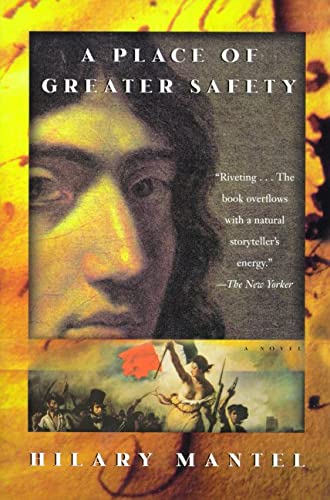 A PLACE OF
GREATER SAFETY
“Riveting . . . The
book overflows
with a natural
storyteller’s
energy.”
—The New Yorker
A NOVEL
HILARY MANTEL